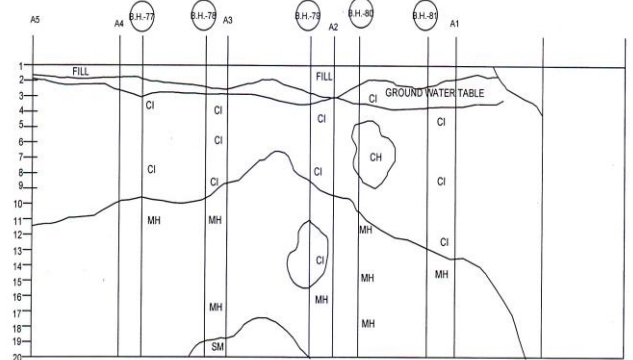 A5 A4 B.H.-77 B.H.-78 A3 B.H.-79 A2 B.H.-80 B.H.-81 A1
1
FILL FILL
2
GROUND WATER TABLE
3
CI CI
4
CI CI CI
5
6
CI
7
CH
8
CI CI
9
CI CI
10
11
MH MH
12
MH
13
CI
14
CI
MH
15
MH
16
MH
17
MH
18
MH
19
SM
20